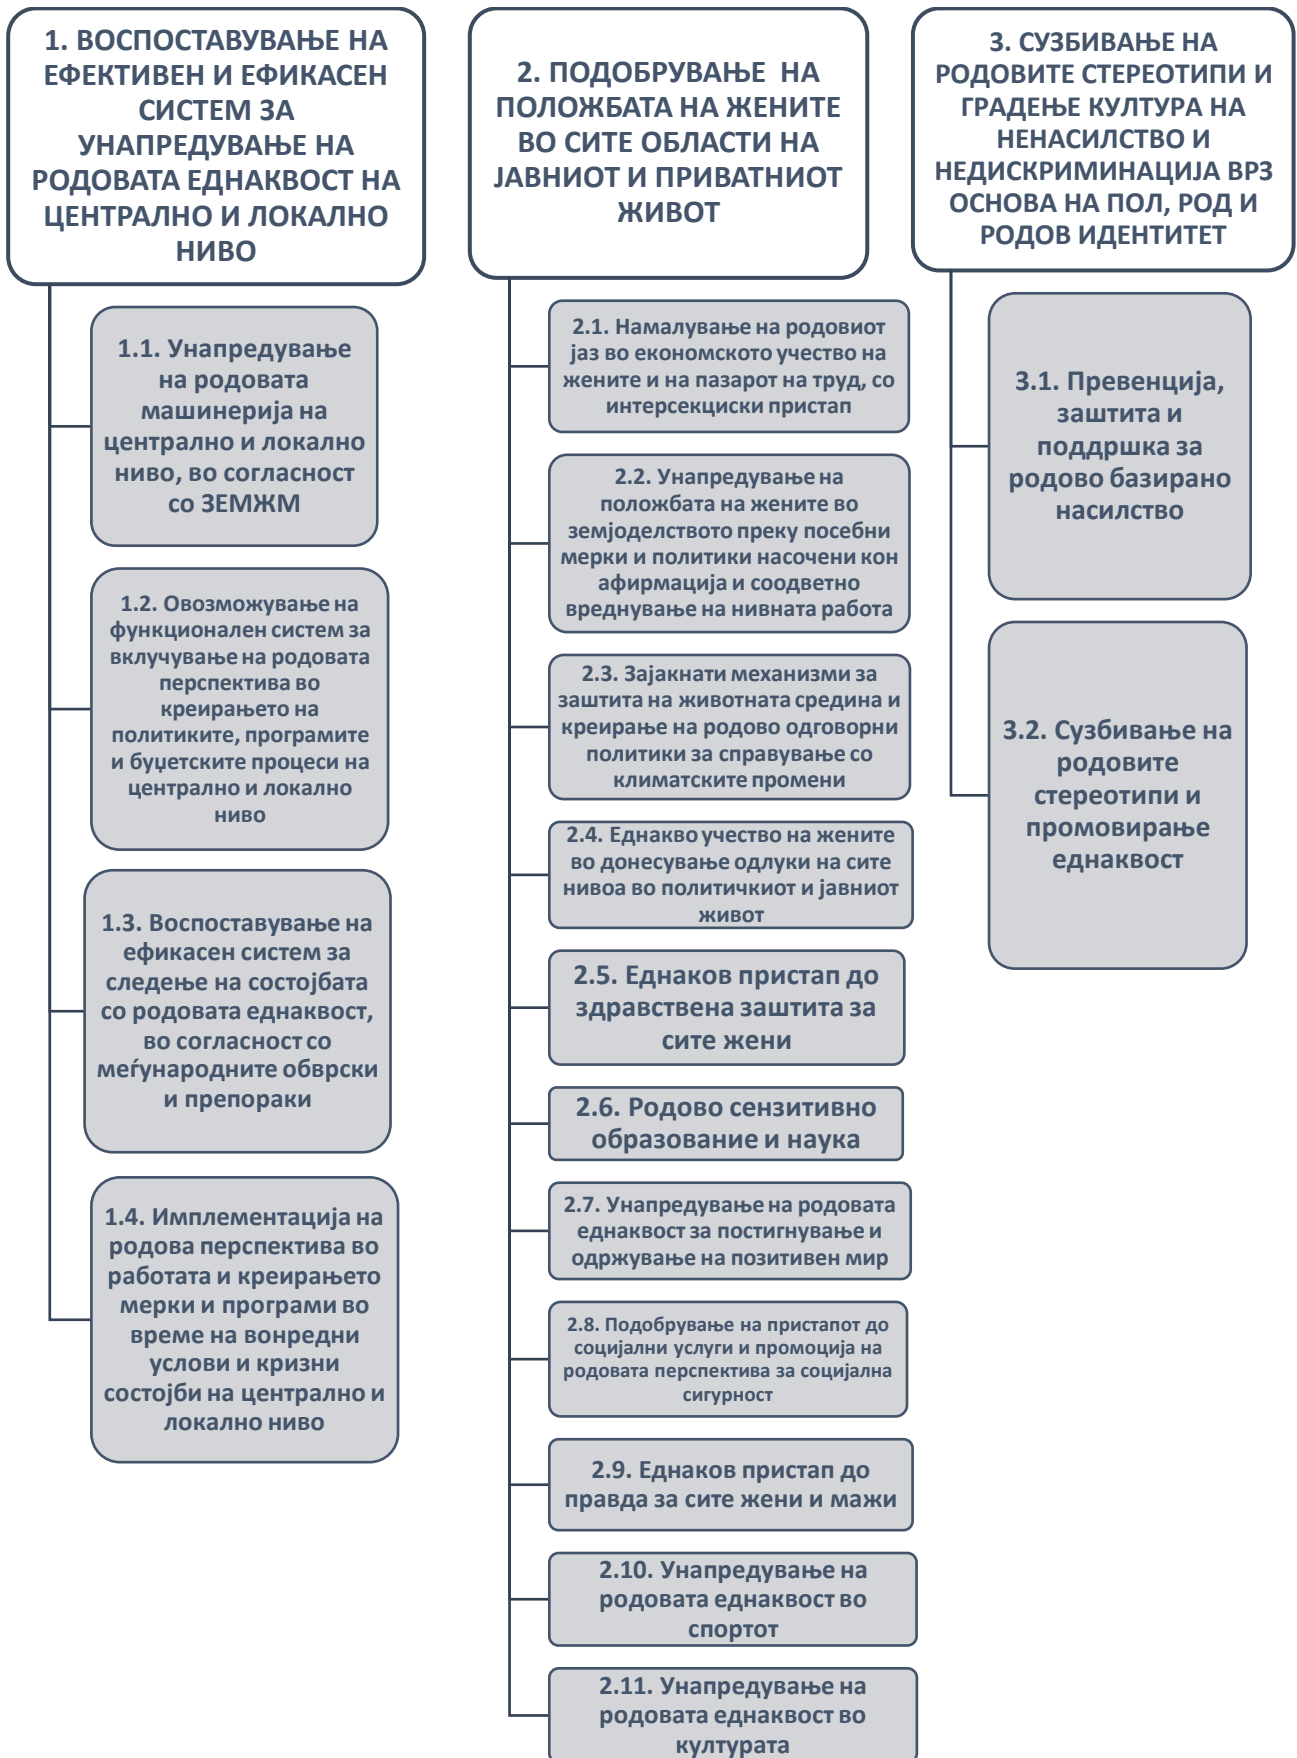 1. ВОСПОСТАВУВАЊЕ НА
ЕФЕКТИВЕН И ЕФИКАСЕН
СИСТЕМ ЗА
УНАПРЕДУВАЊЕ НА
РОДОВАТА ЕДНАКВОСТ НА
ЦЕНТРАЛНО И ЛОКАЛНО
НИВО
1.1. Унапредување
на родовата
машинерија на
централно и локално
ниво, во согласност
со ЗЕМЖМ
1.2. Овозможување на
функционален систем за
вклучување на родовата
перспектива во
креирањето на
политиките, програмите
и буџетските процеси на
централно и локално
ниво
1.3. Воспоставување на
ефикасен систем за
следење на состојбата
со родовата еднаквост,
во согласност со
меѓународните обврски
и препораки
1.4. Имплементација на
родова перспектива во
работата и креирањето
мерки и програми во
време на вонредни
услови и кризни
состојби на централно и
локално ниво
2. ПОДОБРУВАЊЕ НА
ПОЛОЖБАТА НА ЖЕНИТЕ
ВО СИТЕ ОБЛАСТИ НА
ЈАВНИОТ И ПРИВАТНИОТ
ЖИВОТ
2.1. Намалување на родовиот
јаз во економското учество на
жените и на пазарот на труд, со
интерсекциски пристап
2.2. Унапредување на
положбата на жените во
земјоделството преку посебни
мерки и политики насочени кон
афирмација и соодветно
вреднување на нивната работа
2.3. Зајакнати механизми за
заштита на животната средина и
креирање на родово одговорни
политики за справување со
климатските промени
2.4. Еднакво учество на жените
во донесување одлуки на сите
нивоа во политичкиот и јавниот
живот
2.5. Еднаков пристап до
здравствена заштита за
сите жени
2.6. Родово сензитивно
образование и наука
2.7. Унапредување на родовата
еднаквост за постигнување и
одржување на позитивен мир
2.8. Подобрување на пристапот до
социјални услуги и промоција на
родовата перспектива за социјална
сигурност
2.9. Еднаков пристап до
правда за сите жени и мажи
2.10. Унапредување на
родовата еднаквост во
спортот
2.11. Унапредување на
родовата еднаквост во
културата
3. СУЗБИВАЊЕ НА
РОДОВИТЕ СТЕРЕОТИПИ И
ГРАДЕЊЕ КУЛТУРА НА
НЕНАСИЛСТВО И
НЕДИСКРИМИНАЦИЈА ВРЗ
ОСНОВА НА ПОЛ, РОД И
РОДОВ ИДЕНТИТЕТ
3.1. Превенција,
заштита и
поддршка за
родово базирано
насилство
3.2. Сузбивање на
родовите
стереотипи и
промовирање
еднаквост